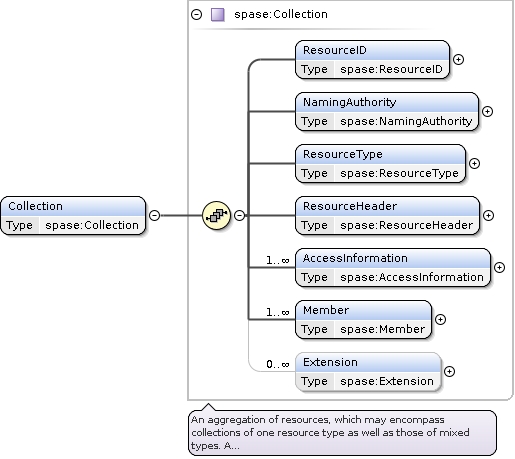 spase:Collection
ResourceID
Type spase:ResourceID
NamingAuthority
Type spase:NamingAuthority
ResourceType
Type spase:ResourceType
Collection
Type spase:Collection
ResourceHeader
Type spase:ResourceHeader
1..∞ AccessInformation
Type spase:AccessInformation
1..∞ Member
Type spase:Member
0..∞ Extension
Type spase:Extension
An aggregation of resources, which may encompass
collections of one resource type as well as those of mixed
types. A...